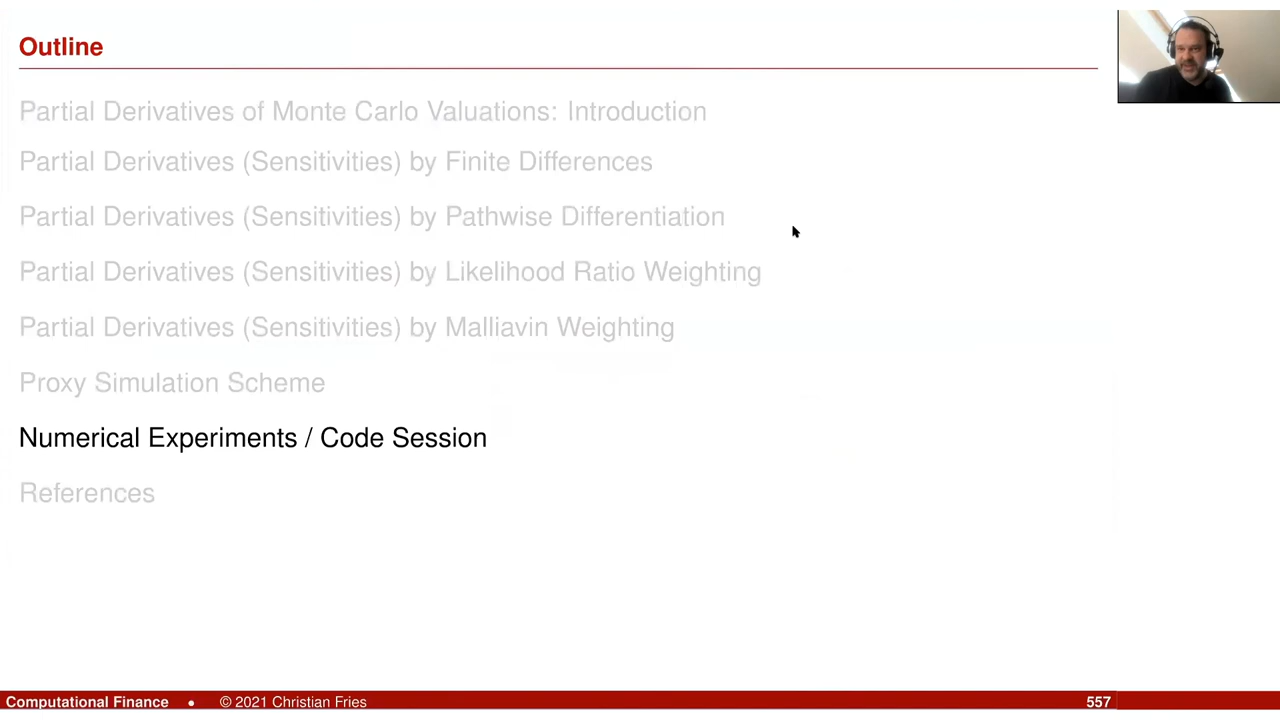 Outline
Partial Derivatives of Monte Carlo Valuations: Introduction
Partial Derivatives (Sensitivities) by Finite Differences
Partial Derivatives (Sensitivities) by Pathwise Differentiation
Partial Derivatives (Sensitivities) by Likelihood Ratio Weighting
Partial Derivatives (Sensitivities) by Malliavin Weighting
Proxy Simulation Scheme
Numerical Experiments / Code Session
References
Computational Finance • © 2021 Christian Fries 557